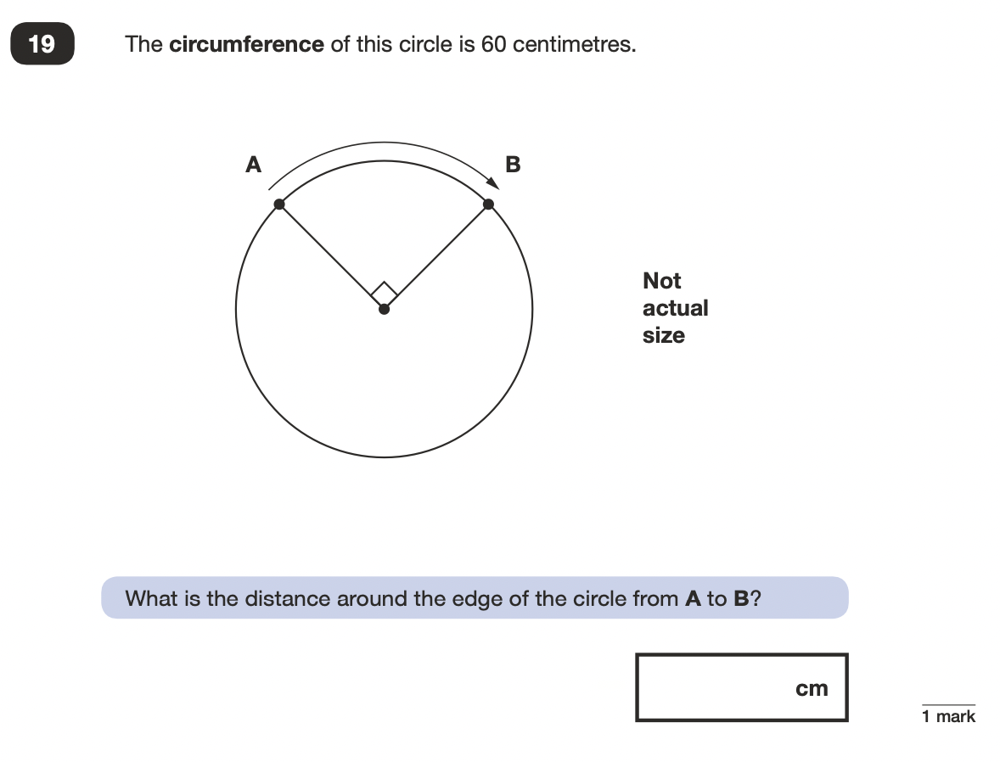 19
The circumference of this circle is 60 centimetres.
A
B
Not
actual
size
What is the distance around the edge of the circle from A to B?
cm
1 mark